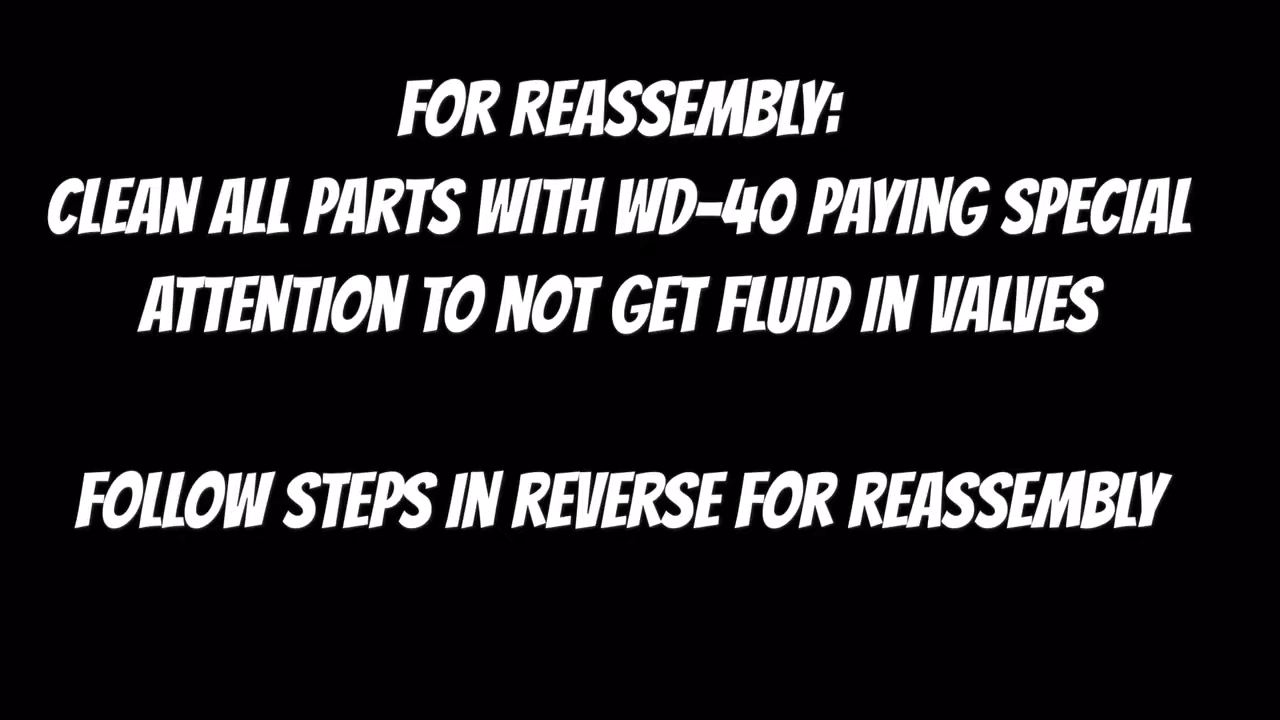 FOR REASSEMBLY:
CLEAN ALL PARTS WITH WD-40 PAYING SPECIAL
ATTENTION TO NOT GET FLUID IN VALVES
FOLLOW STEPS IN REVERSE FOR REASSEMBLY